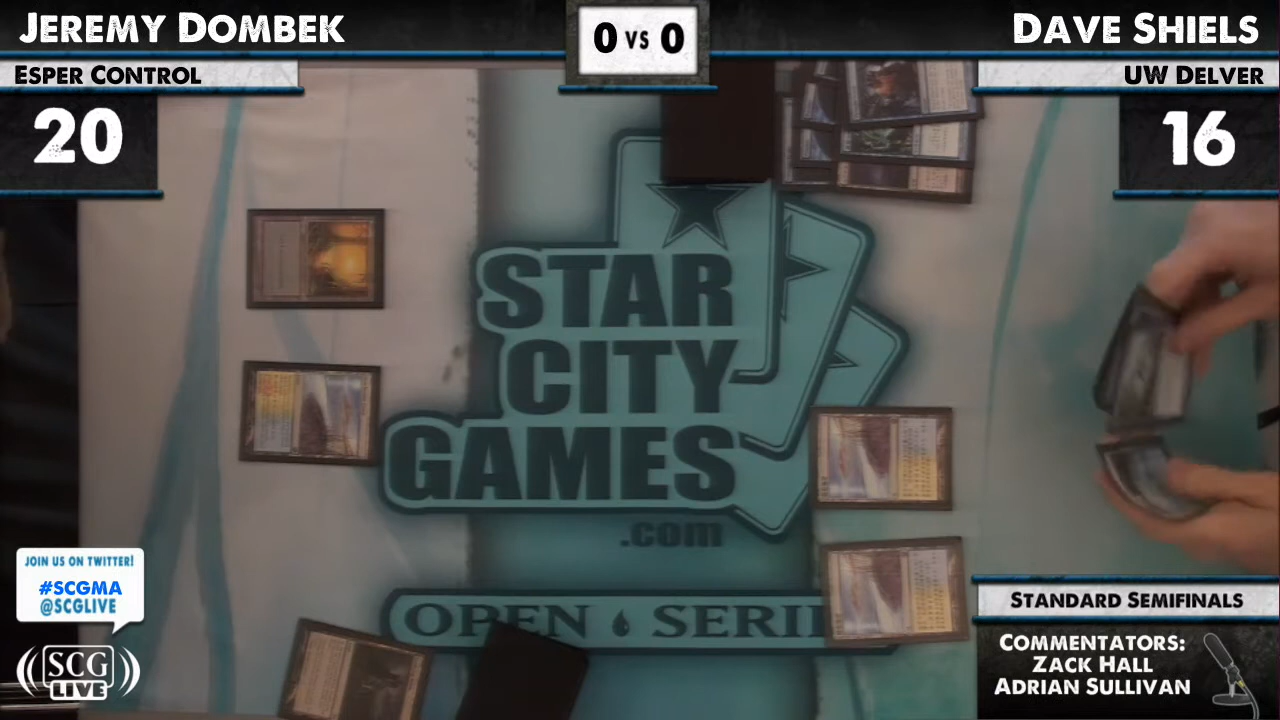 JEREMY DOMBEK
0 VS 0
DAVE SHIELS
ESPER CONTROL
UW DELVER
20
16
STAR
CITY
GAMES
.com
OPEN SERI
JOIN US ON TWITTER!
#SCGMA
@SCGLIVE
SCG
LIVE
STANDARD SEMIFINALS
COMMENTATORS:
ZACK HALL
ADRIAN SULLIVAN